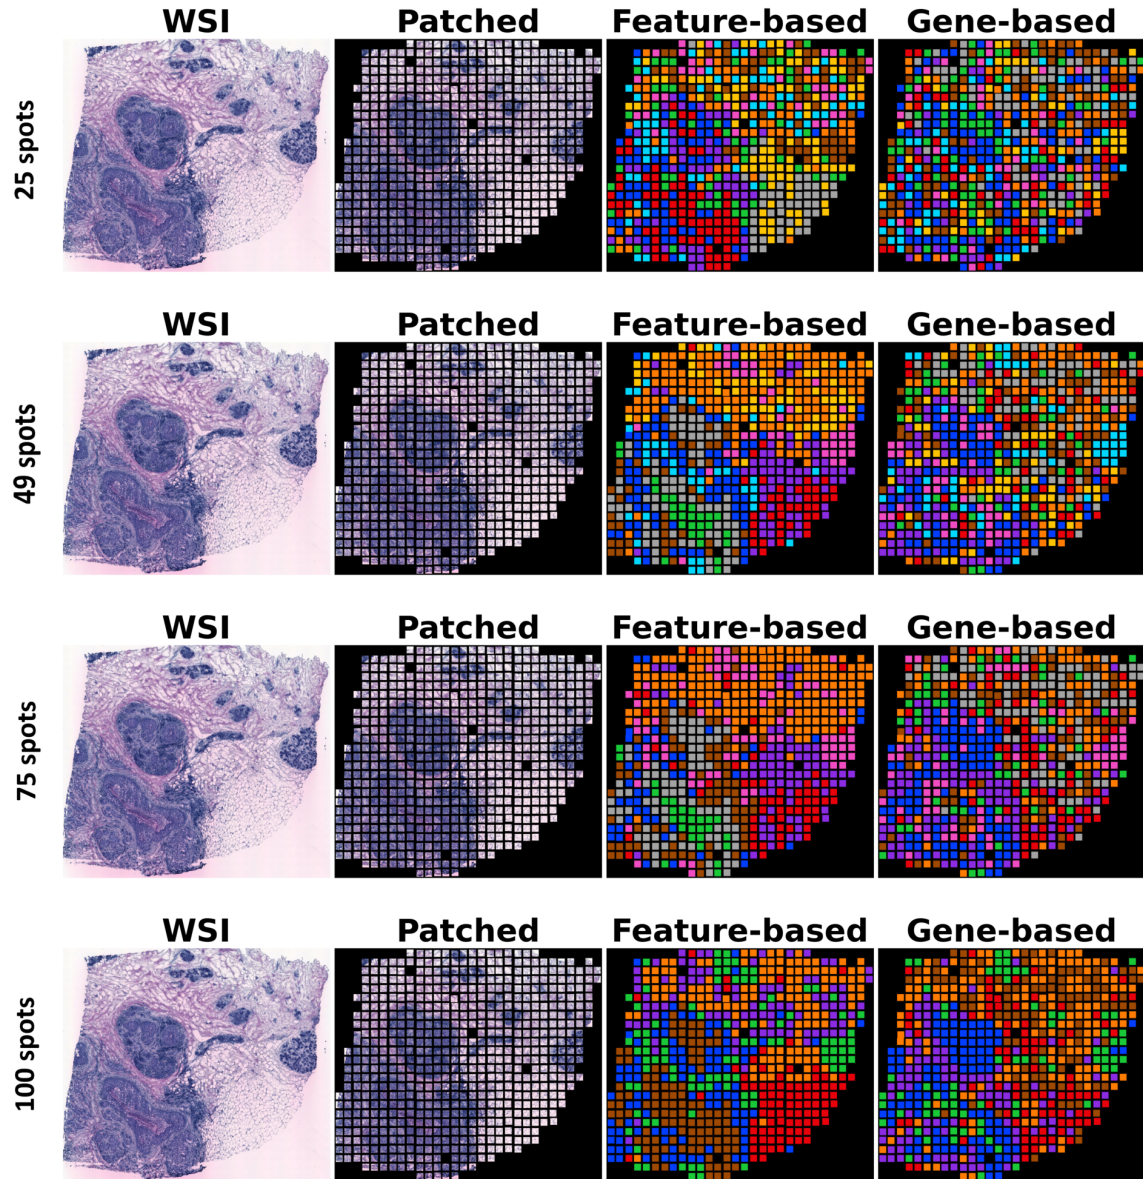 WSI Patched Feature-based Gene-based
25 spots
WSI Patched Feature-based Gene-based
49 spots
WSI Patched Feature-based Gene-based
75 spots
WSI Patched Feature-based Gene-based
100 spots